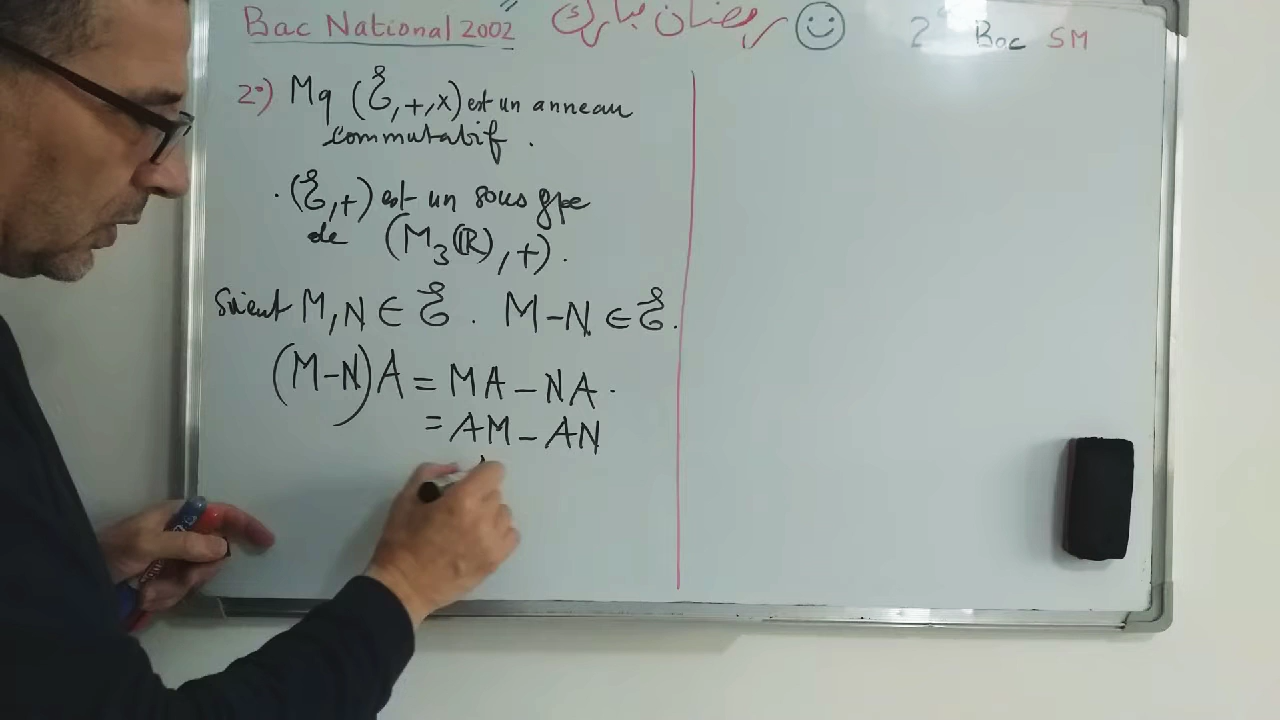 Bac National 2002 رمضان مبارك 2e Bac SM
2°) Mq (ℰ,+,×) est un anneau
commutatif.
. (ℰ,+) est un sous gpe
de (M₃(ℝ),+).
Soient M,N ∈ ℰ . M-N ∈ ℰ.
(M-N)A = MA - NA .
= AM - AN